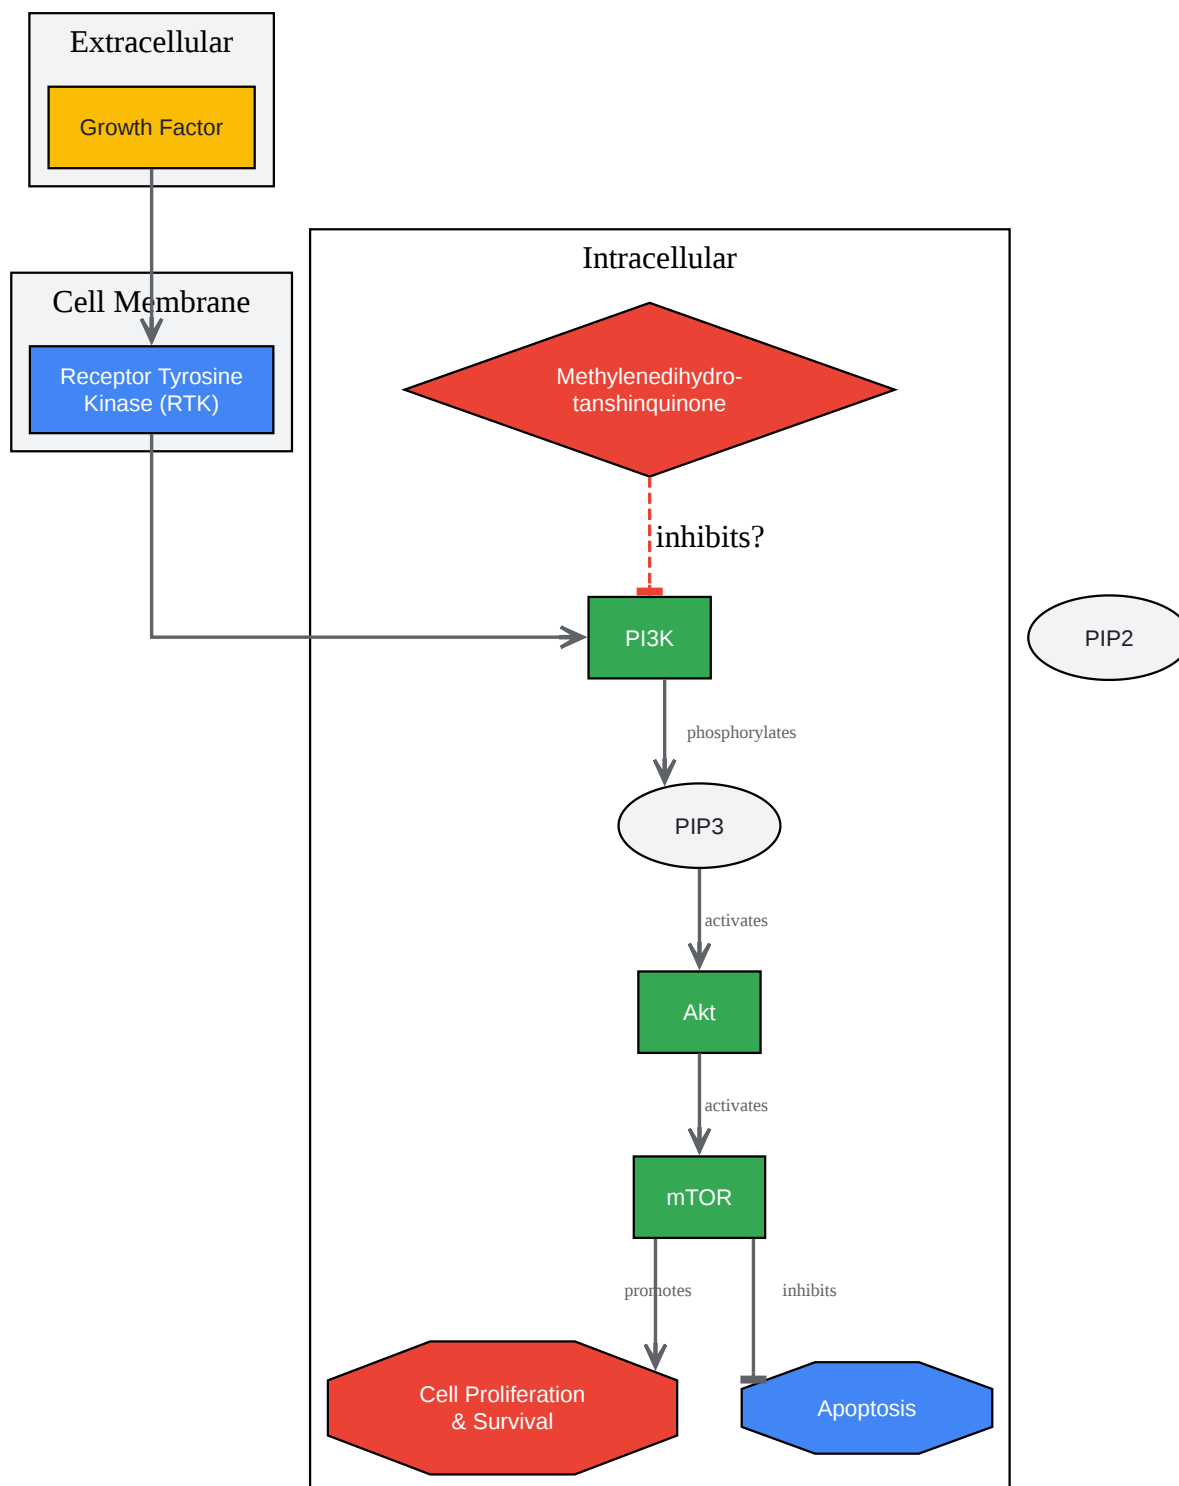 Extracellular
Growth Factor
Intracellular
Cell Membrane
Receptor Tyrosine
Kinase (RTK)
Methylenedihydro-
tanshinquinone
inhibits?
PI3K
PIP2
phosphorylates
PIP3
activates
Akt
activates
mTOR
promotes
inhibits
Cell Proliferation
& Survival
Apoptosis